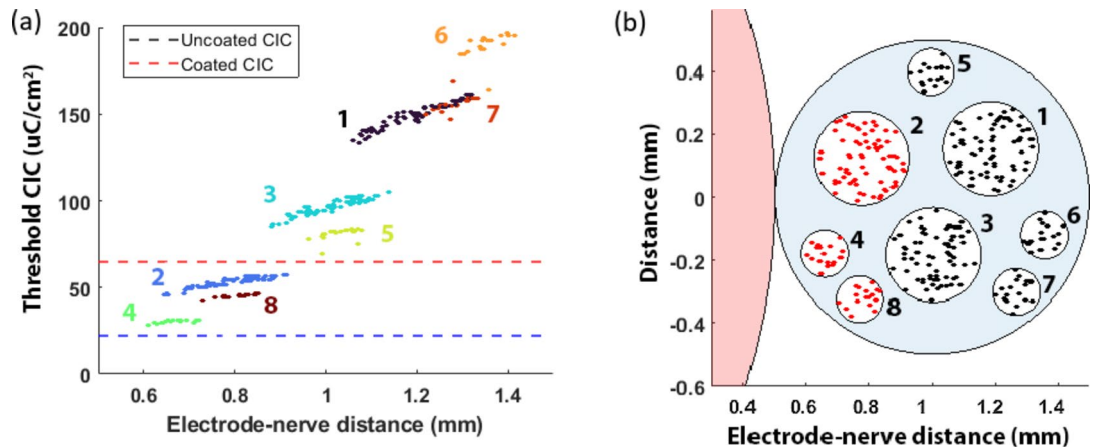 (a)
Threshold CIC (uC/cm²)
200
150
100
50
0
Uncoated CIC
Coated CIC
6
1
7
3
5
2
8
4
0.6 0.8 1 1.2 1.4
Electrode-nerve distance (mm)
(b)
Distance (mm)
0.4
0.2
0
-0.2
-0.4
-0.6
5
1
2
3
6
4
7
8
0.4 0.6 0.8 1 1.2 1.4
Electrode-nerve distance (mm)